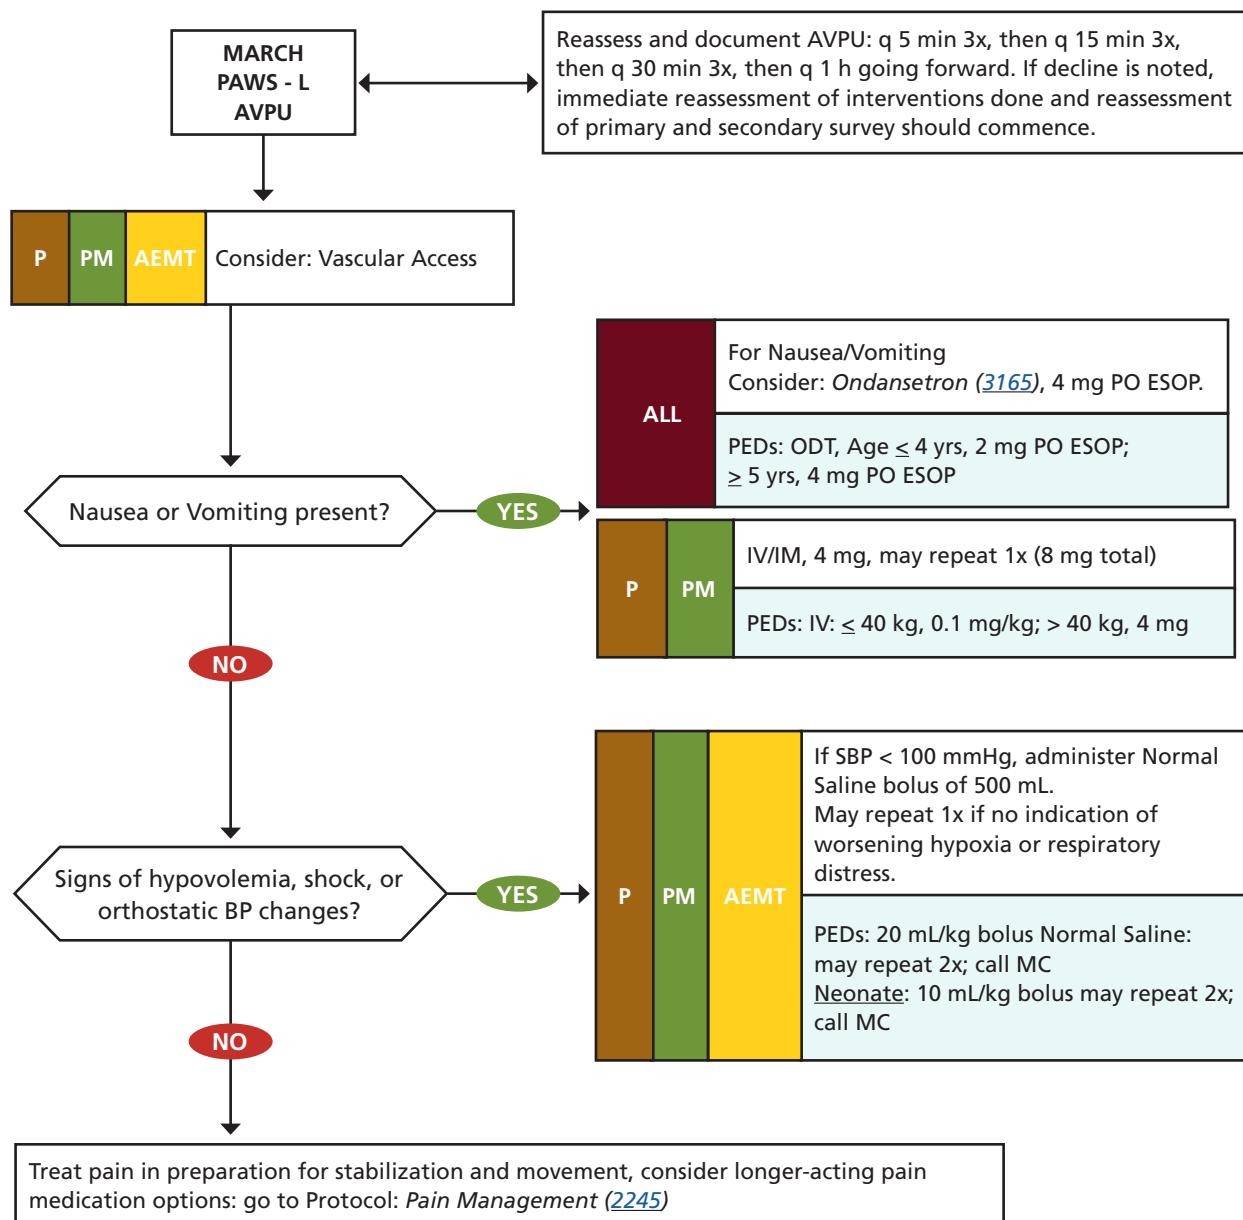 MARCH
PAWS - L
AVPU
Reassess and document AVPU: q 5 min 3x, then q 15 min 3x,
then q 30 min 3x, then q 1 h going forward. If decline is noted,
immediate reassessment of interventions done and reassessment
of primary and secondary survey should commence.
P PM AEMT Consider: Vascular Access
Nausea or Vomiting present?
YES
ALL
For Nausea/Vomiting
Consider: Ondansetron (3165), 4 mg PO ESOP.
PEDs: ODT, Age ≤ 4 yrs, 2 mg PO ESOP;
≥ 5 yrs, 4 mg PO ESOP
P PM
IV/IM, 4 mg, may repeat 1x (8 mg total)
PEDs: IV: ≤ 40 kg, 0.1 mg/kg; > 40 kg, 4 mg
NO
Signs of hypovolemia, shock, or
orthostatic BP changes?
YES
P PM AEMT
If SBP < 100 mmHg, administer Normal
Saline bolus of 500 mL.
May repeat 1x if no indication of
worsening hypoxia or respiratory
distress.
PEDs: 20 mL/kg bolus Normal Saline:
may repeat 2x; call MC
Neonate: 10 mL/kg bolus may repeat 2x;
call MC
NO
Treat pain in preparation for stabilization and movement, consider longer-acting pain
medication options: go to Protocol: Pain Management (2245)